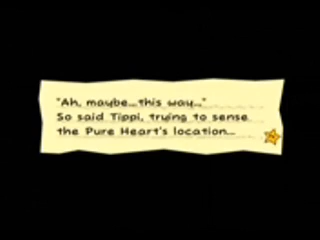 "Ah, maybe...this way..."
So said Tippi, trying to sense
the Pure Heart's location...